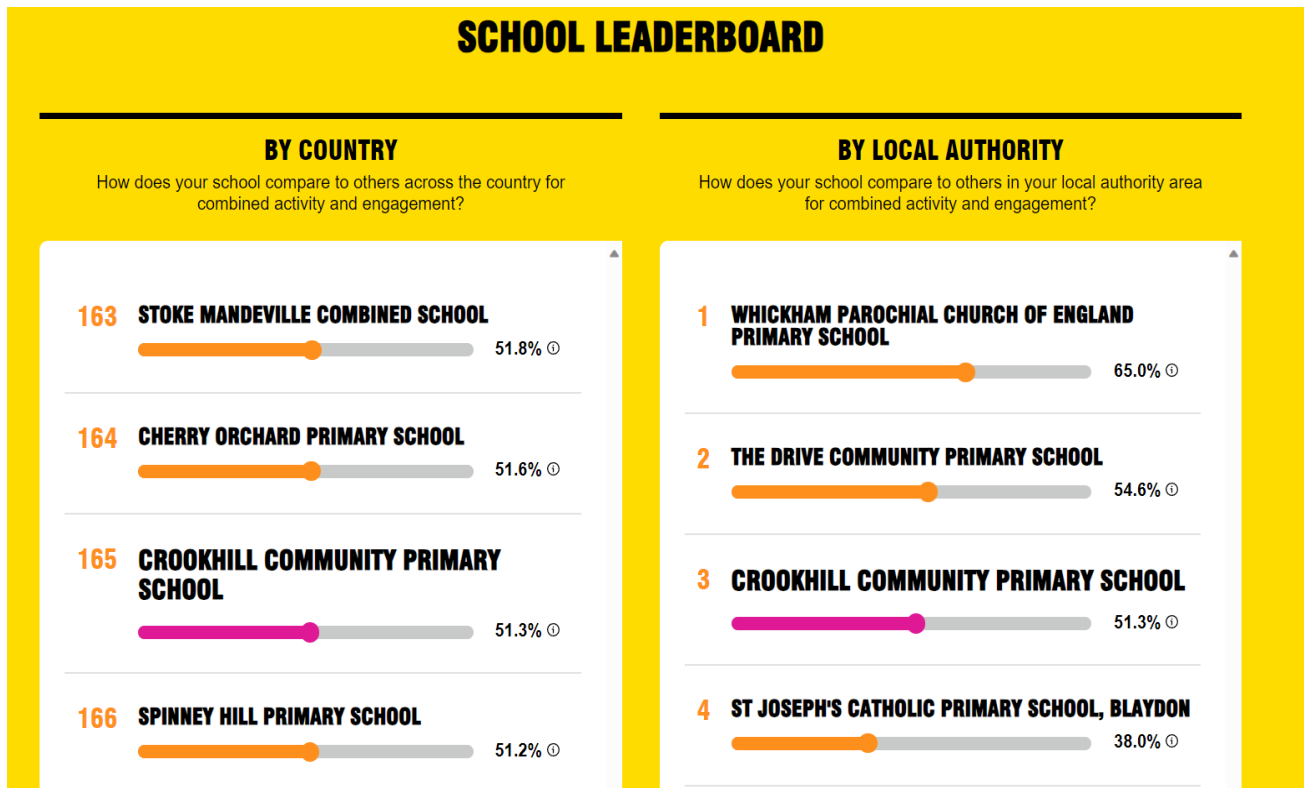 SCHOOL LEADERBOARD
BY COUNTRY
How does your school compare to others across the country for
combined activity and engagement?
163 STOKE MANDEVILLE COMBINED SCHOOL
51.8%
164 CHERRY ORCHARD PRIMARY SCHOOL
51.6%
165 CROOKHILL COMMUNITY PRIMARY
SCHOOL
51.3%
166 SPINNEY HILL PRIMARY SCHOOL
51.2%
BY LOCAL AUTHORITY
How does your school compare to others in your local authority area
for combined activity and engagement?
1 WHICKHAM PAROCHIAL CHURCH OF ENGLAND
PRIMARY SCHOOL
65.0%
2 THE DRIVE COMMUNITY PRIMARY SCHOOL
54.6%
3 CROOKHILL COMMUNITY PRIMARY SCHOOL
51.3%
4 ST JOSEPH'S CATHOLIC PRIMARY SCHOOL, BLAYDON
38.0%